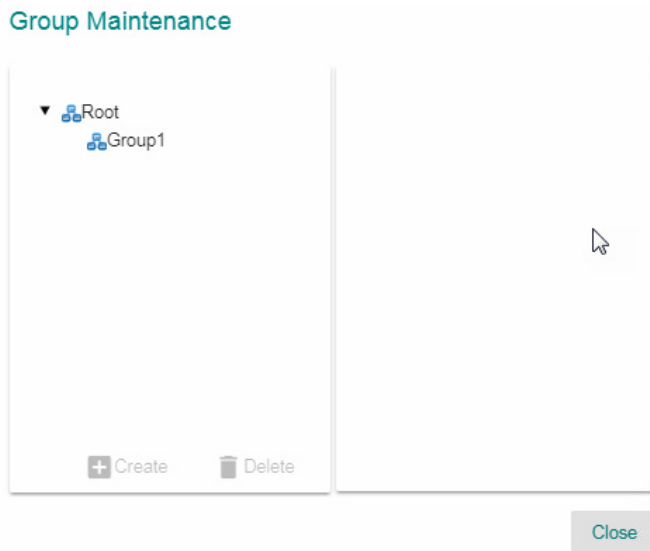 Group Maintenance
Root
Group1
Create Delete
Close